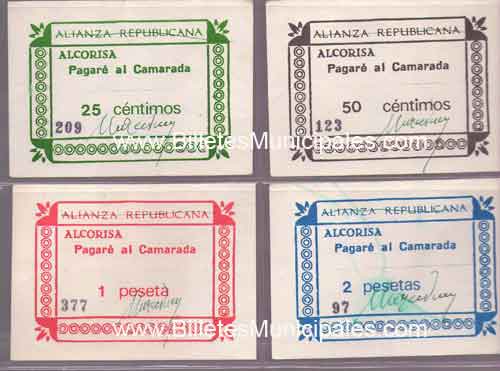 ALIANZA REPUBLICANA
ALCORISA
Pagaré al Camarada
25 céntimos
209
ALIANZA REPUBLICANA
ALCORISA
Pagaré al Camarada
50 céntimos
123
www.BilletesMunicipales.com
ALIANZA REPUBLICANA
ALCORISA
Pagaré al Camarada
1 pesetà
377
ALIANZA REPUBLICANA
ALCORISA
Pagaré al Camarada
2 pesetas
97
www.BilletesMunicipales.com